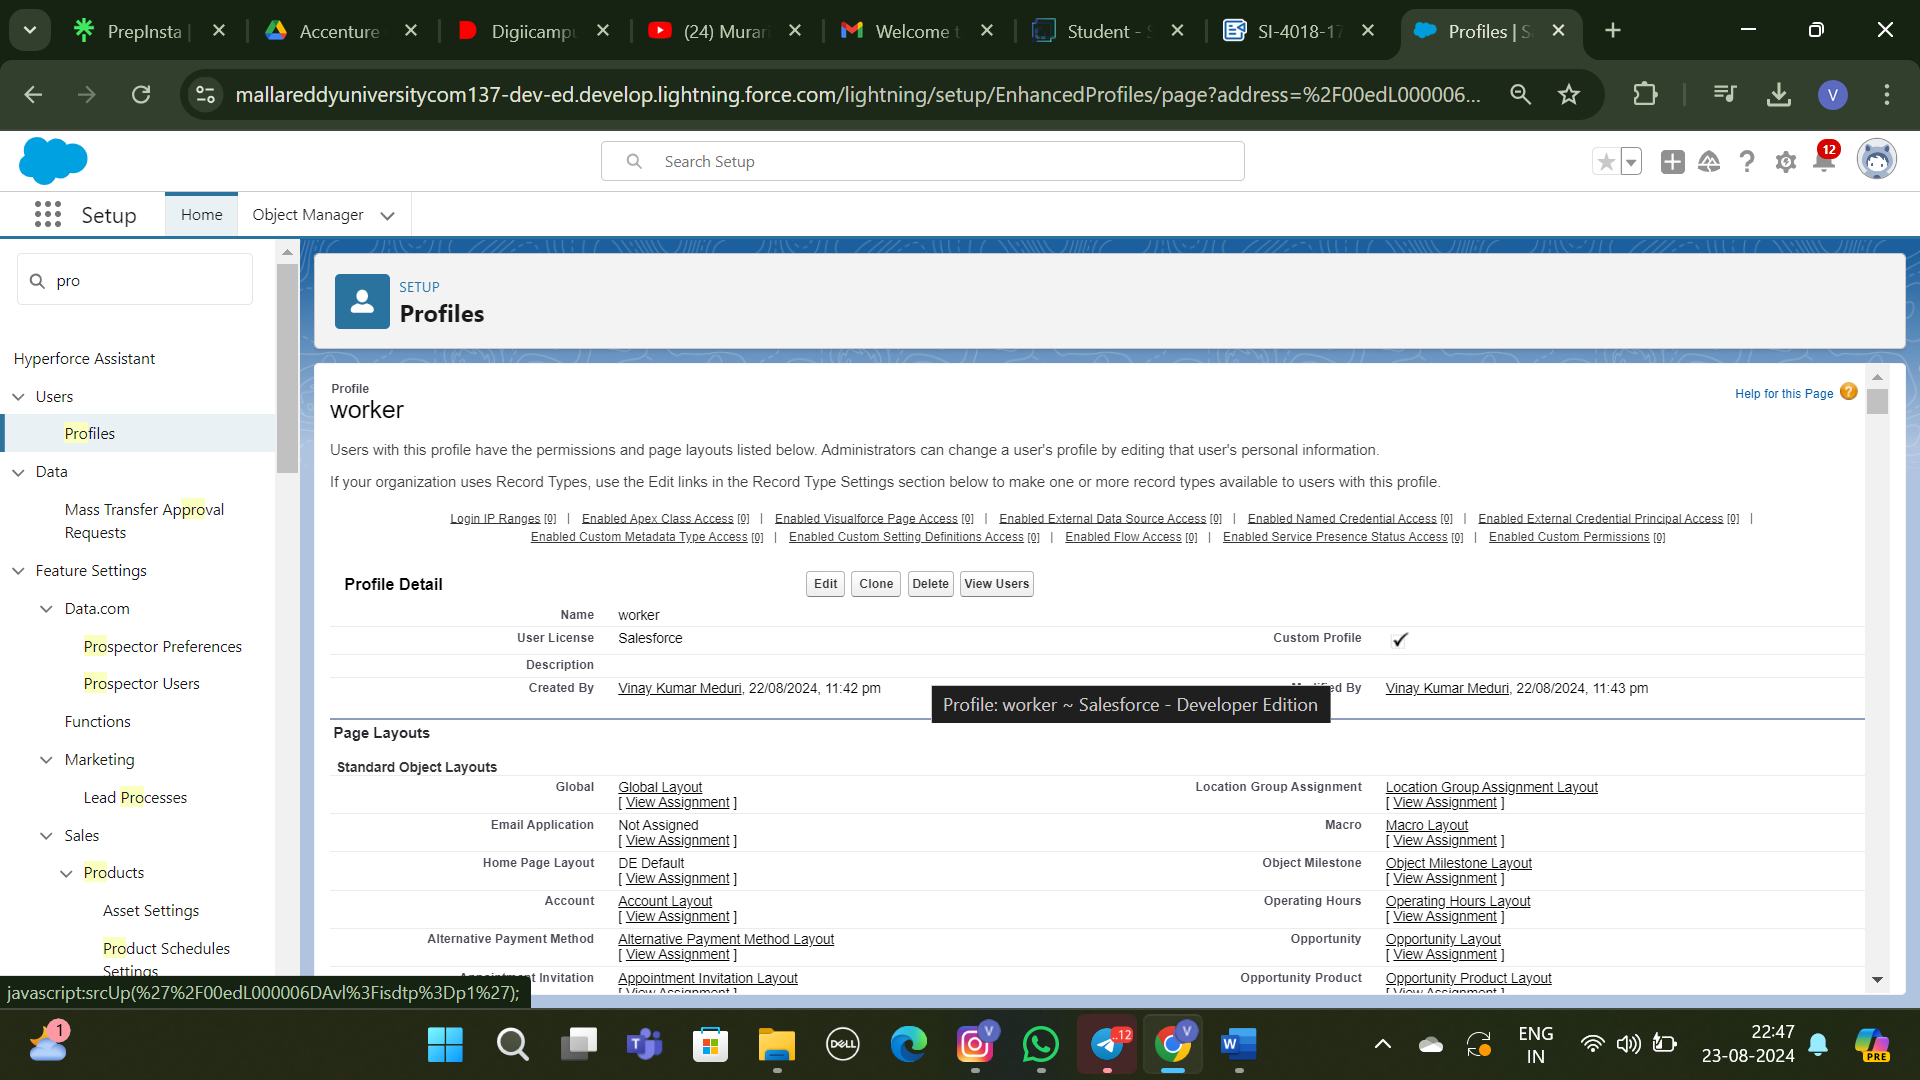 PrepInsta |
Accenture
Digiicampu
(24) Murar
Welcome t
Student - S
SI-4018-17
Profiles | Sa
mallareddyuniversitycom137-dev-ed.develop.lightning.force.com/lightning/setup/EnhancedProfiles/page?address=%2F00edL000006...
V
Search Setup
12
Setup
Home
Object Manager
pro
Hyperforce Assistant
Users
Profiles
Data
Mass Transfer Approval
Requests
Feature Settings
Data.com
Prospector Preferences
Prospector Users
Functions
Marketing
Lead Processes
Sales
Products
Asset Settings
Product Schedules
Settings
SETUP
Profiles
Profile
worker
Help for this Page
Users with this profile have the permissions and page layouts listed below. Administrators can change a user's profile by editing that user's personal information.
If your organization uses Record Types, use the Edit links in the Record Type Settings section below to make one or more record types available to users with this profile.
Login IP Ranges [0] | Enabled Apex Class Access [0] | Enabled Visualforce Page Access [0] | Enabled External Data Source Access [0] | Enabled Named Credential Access [0] | Enabled External Credential Principal Access [0] |
Enabled Custom Metadata Type Access [0] | Enabled Custom Setting Definitions Access [0] | Enabled Flow Access [0] | Enabled Service Presence Status Access [0] | Enabled Custom Permissions [0]
Profile Detail
Edit Clone Delete View Users
Name worker
User License Salesforce Custom Profile
Description
Created By Vinay Kumar Meduri, 22/08/2024, 11:42 pm By Vinay Kumar Meduri, 22/08/2024, 11:43 pm
Profile: worker ~ Salesforce - Developer Edition
Page Layouts
Standard Object Layouts
Global Global Layout Location Group Assignment Location Group Assignment Layout
[ View Assignment ] [ View Assignment ]
Email Application Not Assigned Macro Macro Layout
[ View Assignment ] [ View Assignment ]
Home Page Layout DE Default Object Milestone Object Milestone Layout
[ View Assignment ] [ View Assignment ]
Account Account Layout Operating Hours Operating Hours Layout
[ View Assignment ] [ View Assignment ]
Alternative Payment Method Alternative Payment Method Layout Opportunity Opportunity Layout
[ View Assignment ] [ View Assignment ]
Appointment Invitation Appointment Invitation Layout Opportunity Product Opportunity Product Layout
[ View Assignment ] [ View Assignment ]
javascript:srcUp(%27%2F00edL000006DAvl%3Fisdtp%3Dp1%27);
1
DELL
V
..12
V
W
ENG
IN
22:47
23-08-2024
PRE